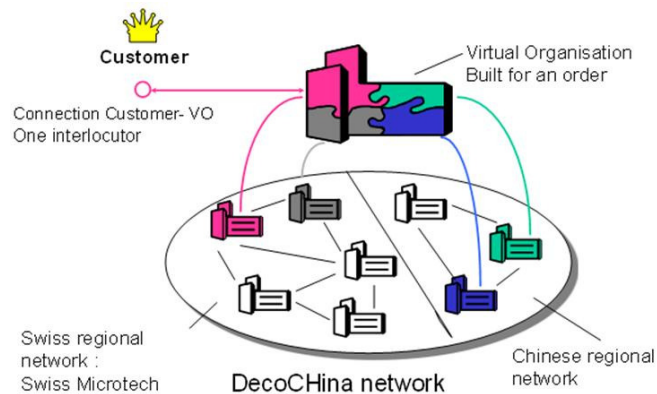 Customer
Virtual Organisation
Built for an order
Connection Customer- VO
One interlocutor
Swiss regional
network :
Swiss Microtech
Chinese regional
network
DecoCHina network